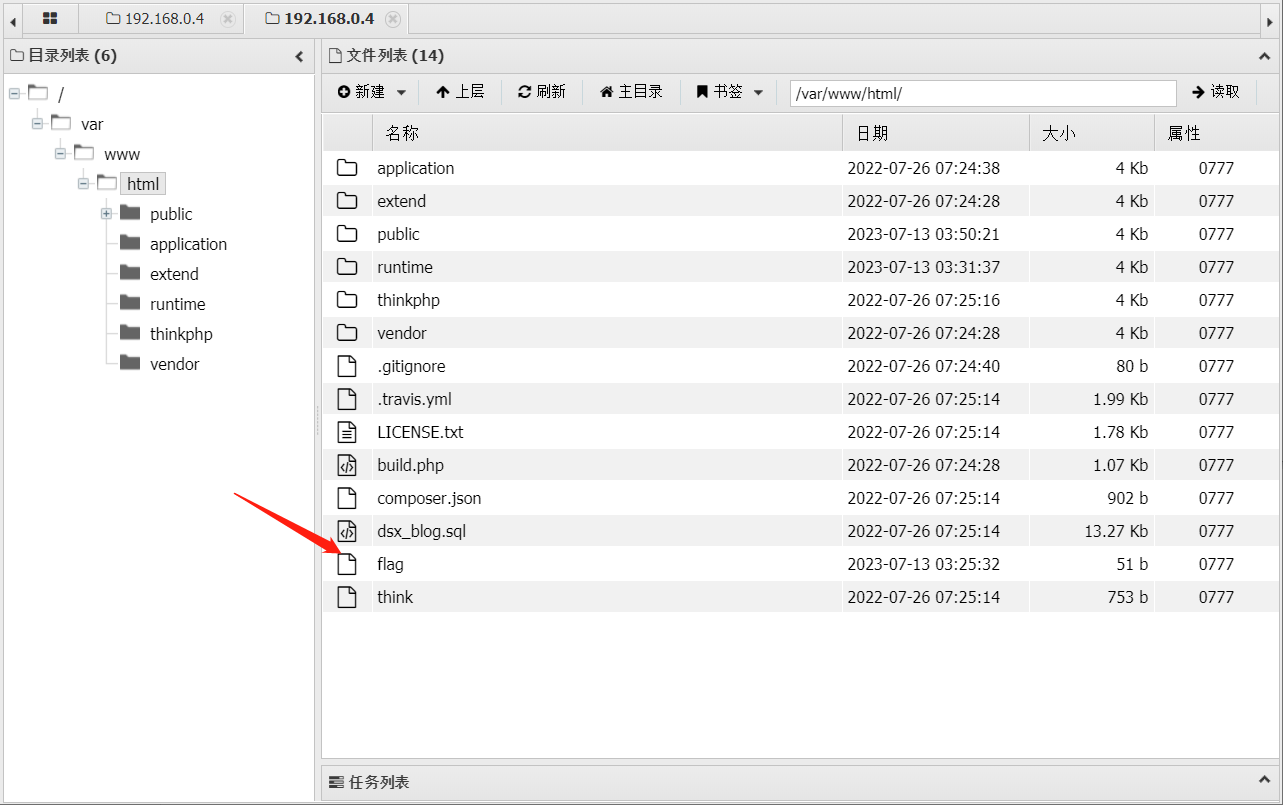 192.168.0.4
192.168.0.4
目录列表 (6)
/
var
www
html
public
application
extend
runtime
thinkphp
vendor
文件列表 (14)
新建 上层 刷新 主目录 书签 /var/www/html/ 读取
名称 日期 大小 属性
application 2022-07-26 07:24:38 4 Kb 0777
extend 2022-07-26 07:24:28 4 Kb 0777
public 2023-07-13 03:50:21 4 Kb 0777
runtime 2023-07-13 03:31:37 4 Kb 0777
thinkphp 2022-07-26 07:25:16 4 Kb 0777
vendor 2022-07-26 07:24:28 4 Kb 0777
.gitignore 2022-07-26 07:24:40 80 b 0777
.travis.yml 2022-07-26 07:25:14 1.99 Kb 0777
LICENSE.txt 2022-07-26 07:25:14 1.78 Kb 0777
build.php 2022-07-26 07:24:28 1.07 Kb 0777
composer.json 2022-07-26 07:25:14 902 b 0777
dsx_blog.sql 2022-07-26 07:25:14 13.27 Kb 0777
flag 2023-07-13 03:25:32 51 b 0777
think 2022-07-26 07:25:14 753 b 0777
任务列表